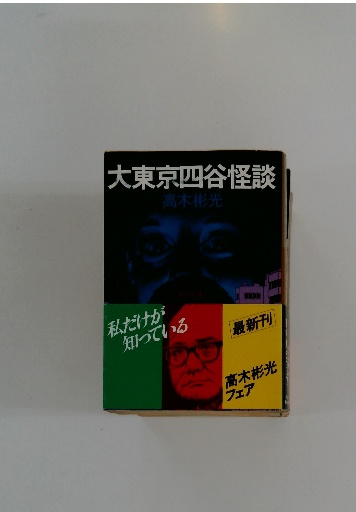 大東京四谷怪談
高木彬光
私だけが
知っている
最新刊
高木彬光
フェア